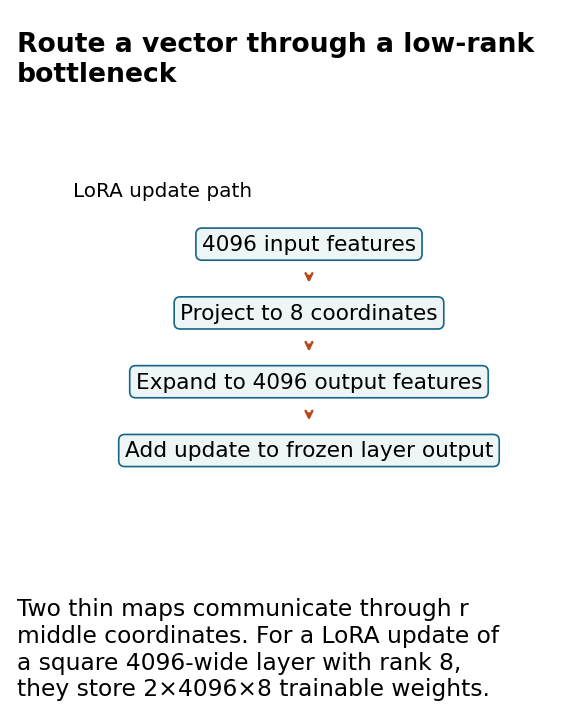 Route a vector through a low-rank
bottleneck
LoRA update path
4096 input features
Project to 8 coordinates
Expand to 4096 output features
Add update to frozen layer output
Two thin maps communicate through r
middle coordinates. For a LoRA update of
a square 4096-wide layer with rank 8,
they store 2×4096×8 trainable weights.